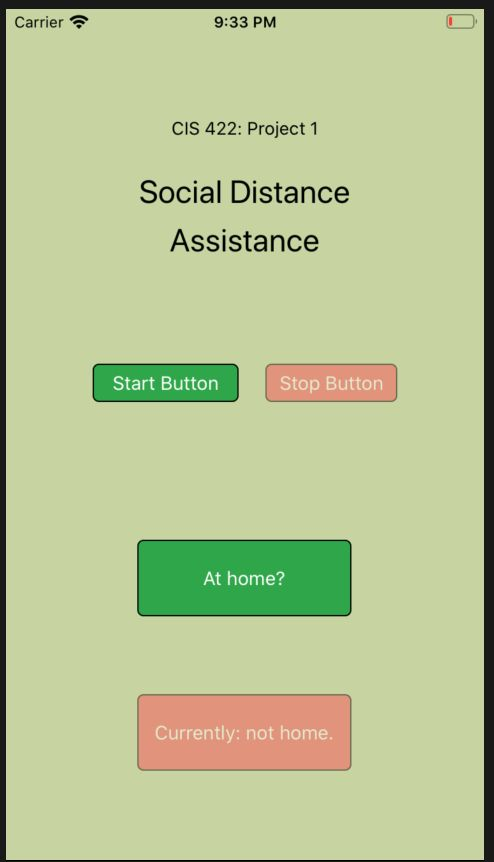 Carrier 9:33 PM
CIS 422: Project 1
Social Distance
Assistance
Start Button Stop Button
At home?
Currently: not home.